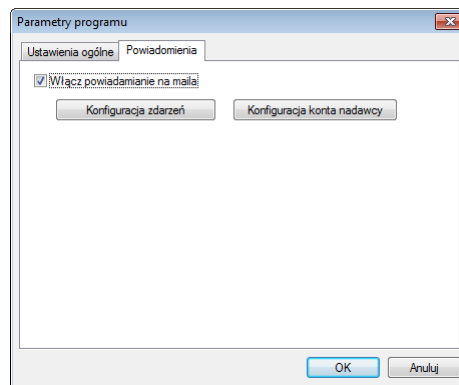 Parametry programu
Ustawienia ogólne Powiadomienia
Włącz powiadamianie na maila
Konfiguracja zdarzeń Konfiguracja konta nadawcy
OK Anuluj